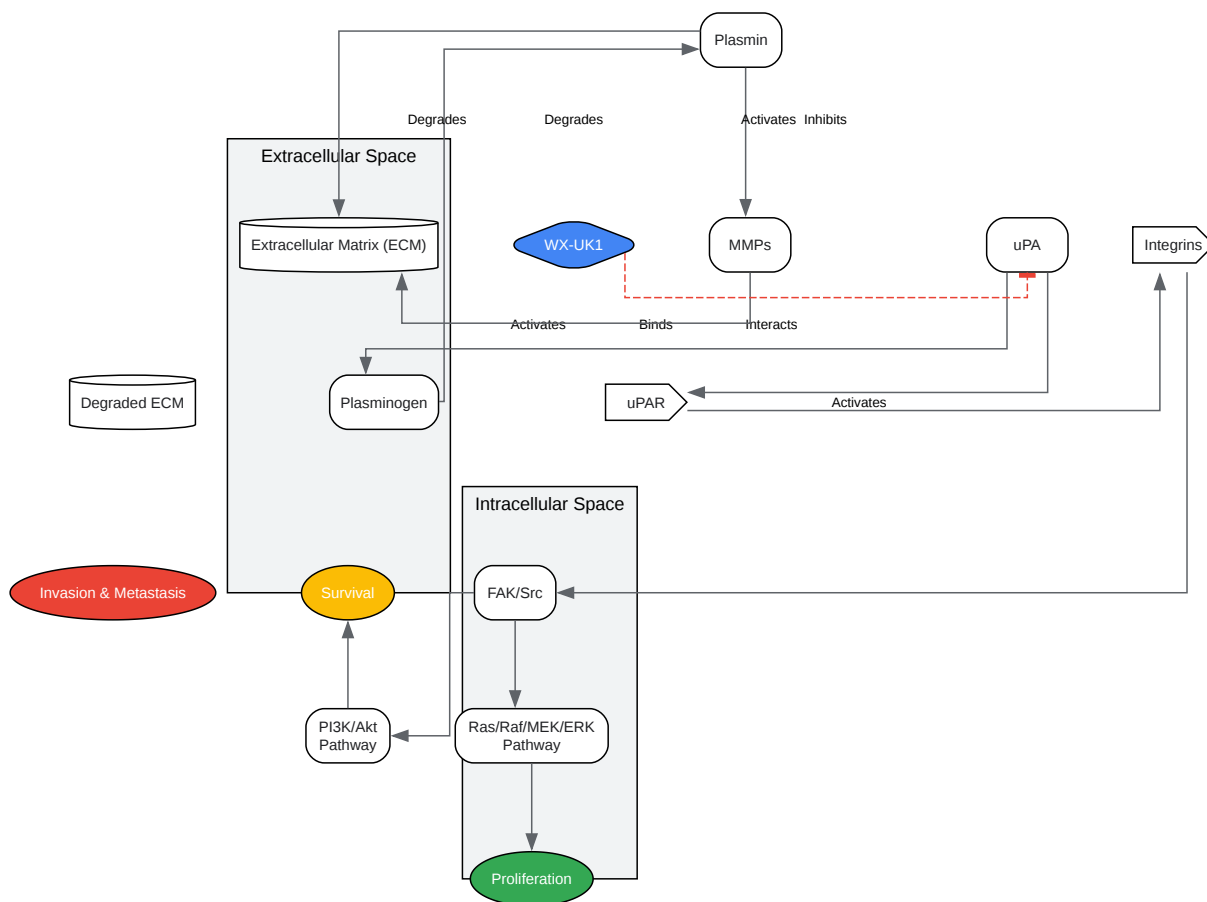 Plasmin
Degrades
Degrades
Activates
Inhibits
Extracellular Space
Extracellular Matrix (ECM)
WX-UK1
MMPs
uPA
Integrins
Activates
Binds
Interacts
Degraded ECM
Plasminogen
uPAR
Activates
Intracellular Space
Invasion & Metastasis
Survival
FAK/Src
PI3K/Akt
Pathway
Ras/Raf/MEK/ERK
Pathway
Proliferation